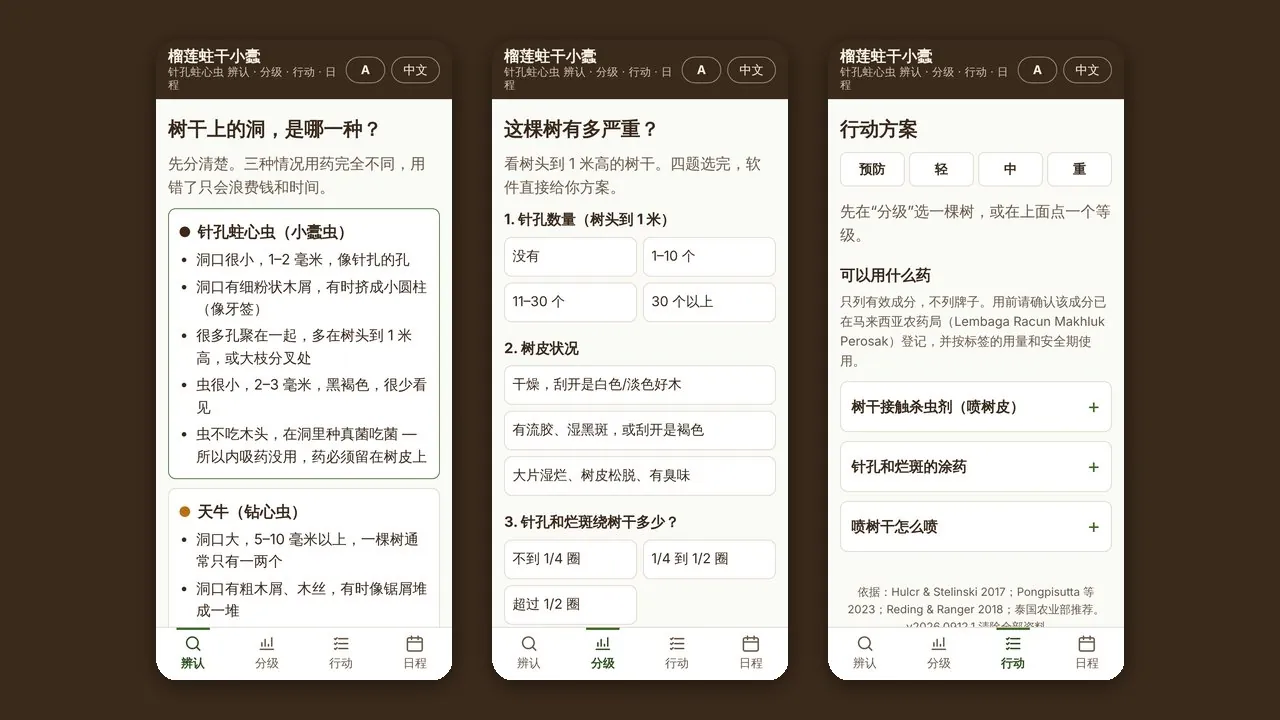 榴莲蛀干小蠹
针孔蛀心虫 辨认 · 分级 · 行动 · 日
程
A
中文
树干上的洞，是哪一种？
先分清楚。三种情况用药完全不同，用
错了只会浪费钱和时间。
针孔蛀心虫（小蠹虫）
洞口很小，1–2 毫米，像针扎的孔
洞口有细粉状木屑，有时挤成小圆柱
（像牙签）
很多孔聚在一起，多在树头到 1 米
高，或大枝分叉处
虫很小，2–3 毫米，黑褐色，很少看
见
虫不吃木头，在洞里种真菌吃菌 —
所以内吸药没用，药必须留在树皮上
天牛（钻心虫）
洞口大，5–10 毫米以上，一棵树通
常只有一两个
洞口有粗木屑、木丝，有时像锯屑堆
成一堆
辨认
分级
行动
日程
榴莲蛀干小蠹
针孔蛀心虫 辨认 · 分级 · 行动 · 日
程
A
中文
这棵树有多严重？
看树头到 1 米高的树干。四题选完，软
件直接给你方案。
1. 针孔数量（树头到 1 米）
没有
1–10 个
11–30 个
30 个以上
2. 树皮状况
干燥，刮开是白色/淡色好木
有流胶、湿黑斑，或刮开是褐色
大片湿烂、树皮松脱、有臭味
3. 针孔和烂斑绕树干多少？
不到 1/4 圈
1/4 到 1/2 圈
超过 1/2 圈
辨认
分级
行动
日程
榴莲蛀干小蠹
针孔蛀心虫 辨认 · 分级 · 行动 · 日
程
A
中文
行动方案
预防
轻
中
重
先在“分级”选一棵树，或在上面点一个等
级。
可以用什么药
只列有效成分，不列牌子。用前请确认该成分已
在马来西亚农药局（Lembaga Racun Makhluk
Perosak）登记，并按标签的用量和安全期使
用。
树干接触杀虫剂（喷树皮）
+
针孔和烂斑的涂药
+
喷树干怎么喷
+
依据：Hulcr & Stelinski 2017；Pongpisutta 等
2023；Reding & Ranger 2018；泰国农业部推荐。
v2026.0912.1 清除全部资料
辨认
分级
行动
日程